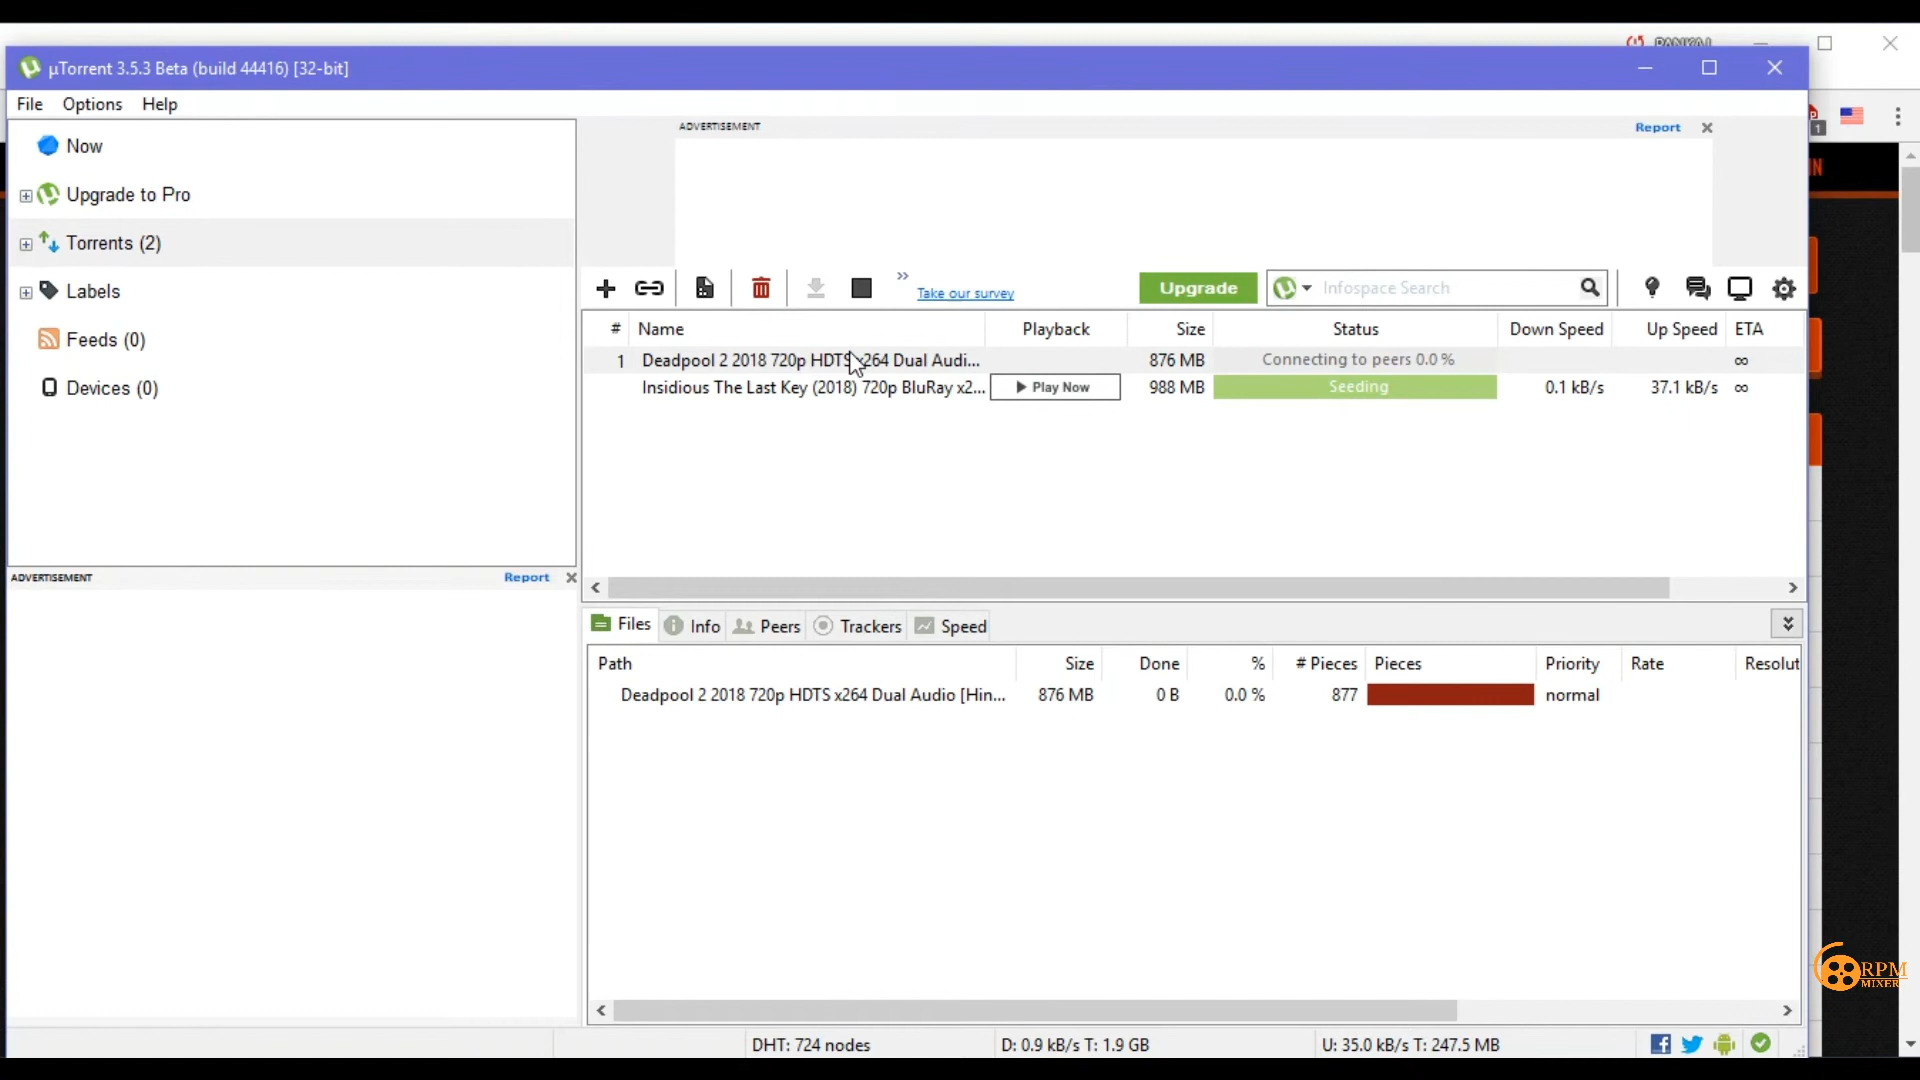 PANKAJ
µTorrent 3.5.3 Beta (build 44416) [32-bit]
File Options Help
ADVERTISEMENT Report
1
Now
Upgrade to Pro
Torrents (2)
Labels
Feeds (0)
Devices (0)
Take our survey Upgrade Infospace Search
# Name Playback Size Status Down Speed Up Speed ETA
1 Deadpool 2 2018 720p HDTS x264 Dual Audi... 876 MB Connecting to peers 0.0 % ∞
Insidious The Last Key (2018) 720p BluRay x2... Play Now 988 MB Seeding 0.1 kB/s 37.1 kB/s ∞
ADVERTISEMENT Report
Files Info Peers Trackers Speed
Path Size Done % # Pieces Pieces Priority Rate Resolut
Deadpool 2 2018 720p HDTS x264 Dual Audio [Hin... 876 MB 0 B 0.0 % 877 normal
RPM
MIXER
DHT: 724 nodes D: 0.9 kB/s T: 1.9 GB U: 35.0 kB/s T: 247.5 MB